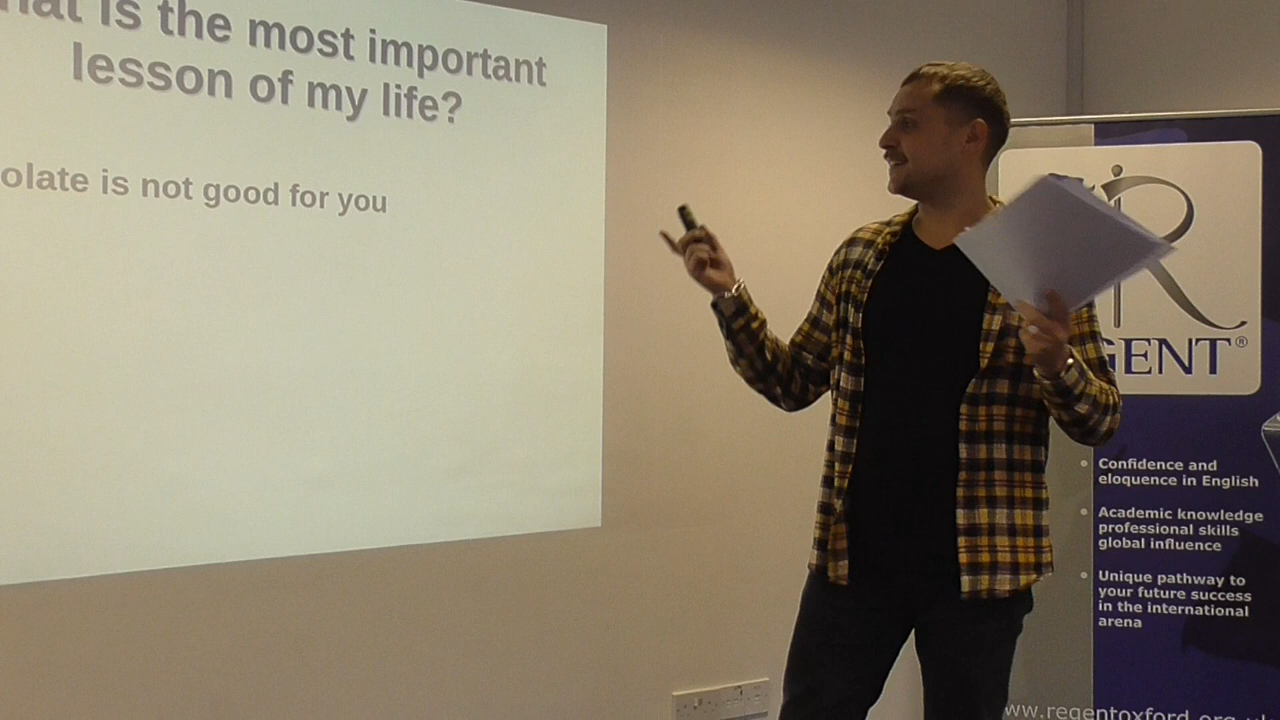 hat is the most important
lesson of my life?
olate is not good for you
R
GENT®
Confidence and
eloquence in English
Academic knowledge
professional skills
global influence
Unique pathway to
your future success
in the international
arena
ww.regentoxford.org.uk